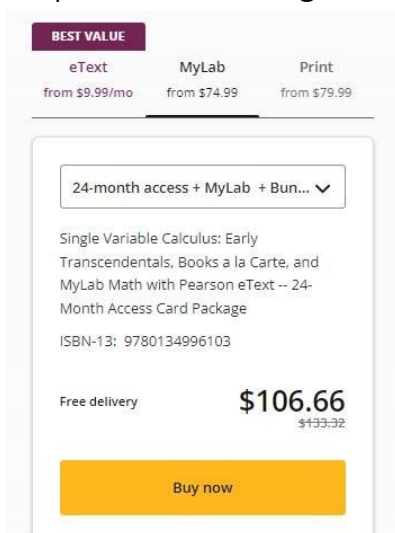 BEST VALUE
eText MyLab Print
from $9.99/mo from $74.99 from $79.99
24-month access + MyLab + Bun...
Single Variable Calculus: Early
Transcendentals, Books a la Carte, and
MyLab Math with Pearson eText -- 24-
Month Access Card Package
ISBN-13: 9780134996103
Free delivery $106.66
$133.32
Buy now